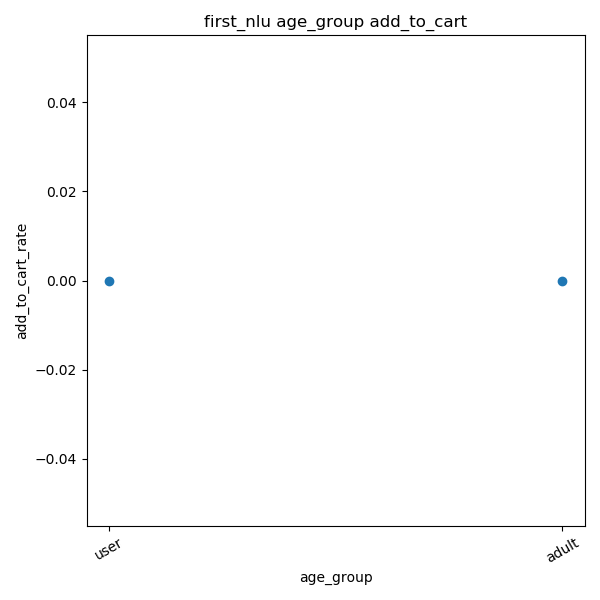 first_nlu age_group add_to_cart
0.04
0.02
0.00
−0.02
−0.04
add_to_cart_rate
user
adult
age_group